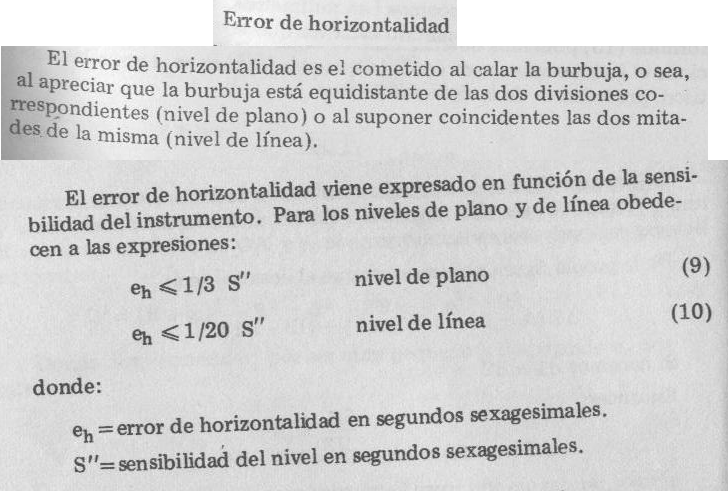 Error de horizontalidad
El error de horizontalidad es el cometido al calar la burbuja, o sea,
al apreciar que la burbuja está equidistante de las dos divisiones co-
rrespondientes (nivel de plano) o al suponer coincidentes las dos mita-
des de la misma (nivel de línea).
El error de horizontalidad viene expresado en función de la sensi-
bilidad del instrumento. Para los niveles de plano y de línea obede-
cen a las expresiones:
eₕ ⩽ 1/3 S″ nivel de plano (9)
eₕ ⩽ 1/20 S″ nivel de línea (10)
donde:
eₕ = error de horizontalidad en segundos sexagesimales.
S″ = sensibilidad del nivel en segundos sexagesimales.